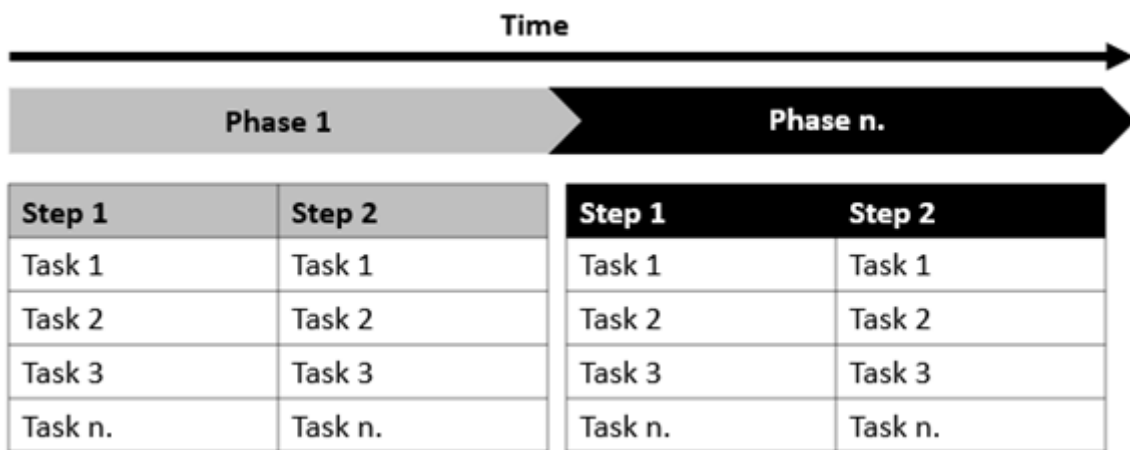 Time
Phase 1 Phase n.
Step 1 Step 2 Step 1 Step 2
Task 1 Task 1 Task 1 Task 1
Task 2 Task 2 Task 2 Task 2
Task 3 Task 3 Task 3 Task 3
Task n. Task n. Task n. Task n.